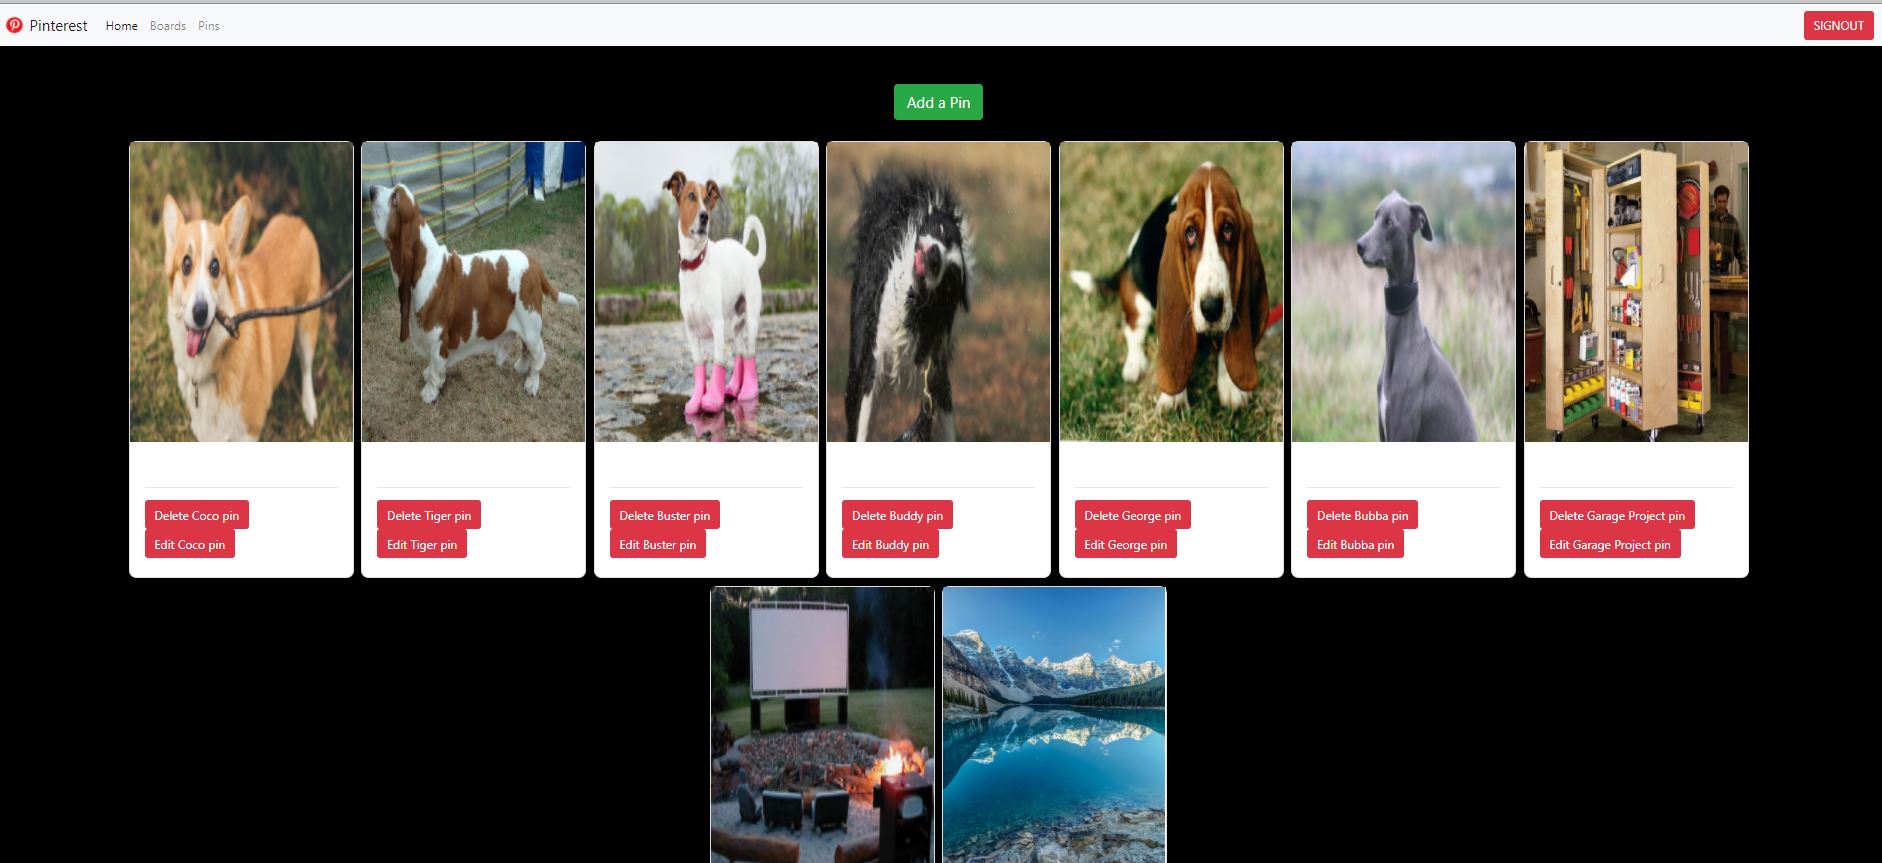 Pinterest Home Boards Pins SIGNOUT
Add a Pin
Delete Coco pin
Edit Coco pin
Delete Tiger pin
Edit Tiger pin
Delete Buster pin
Edit Buster pin
Delete Buddy pin
Edit Buddy pin
Delete George pin
Edit George pin
Delete Bubba pin
Edit Bubba pin
Delete Garage Project pin
Edit Garage Project pin